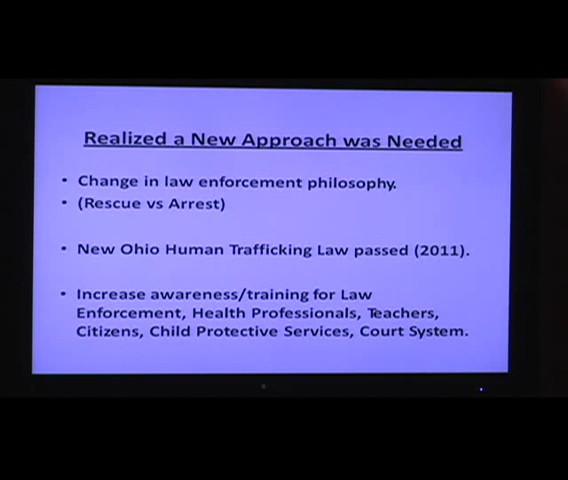 Realized a New Approach was Needed
• Change in law enforcement philosophy.
• (Rescue vs Arrest)
• New Ohio Human Trafficking Law passed (2011).
• Increase awareness/training for Law
Enforcement, Health Professionals, Teachers,
Citizens, Child Protective Services, Court System.